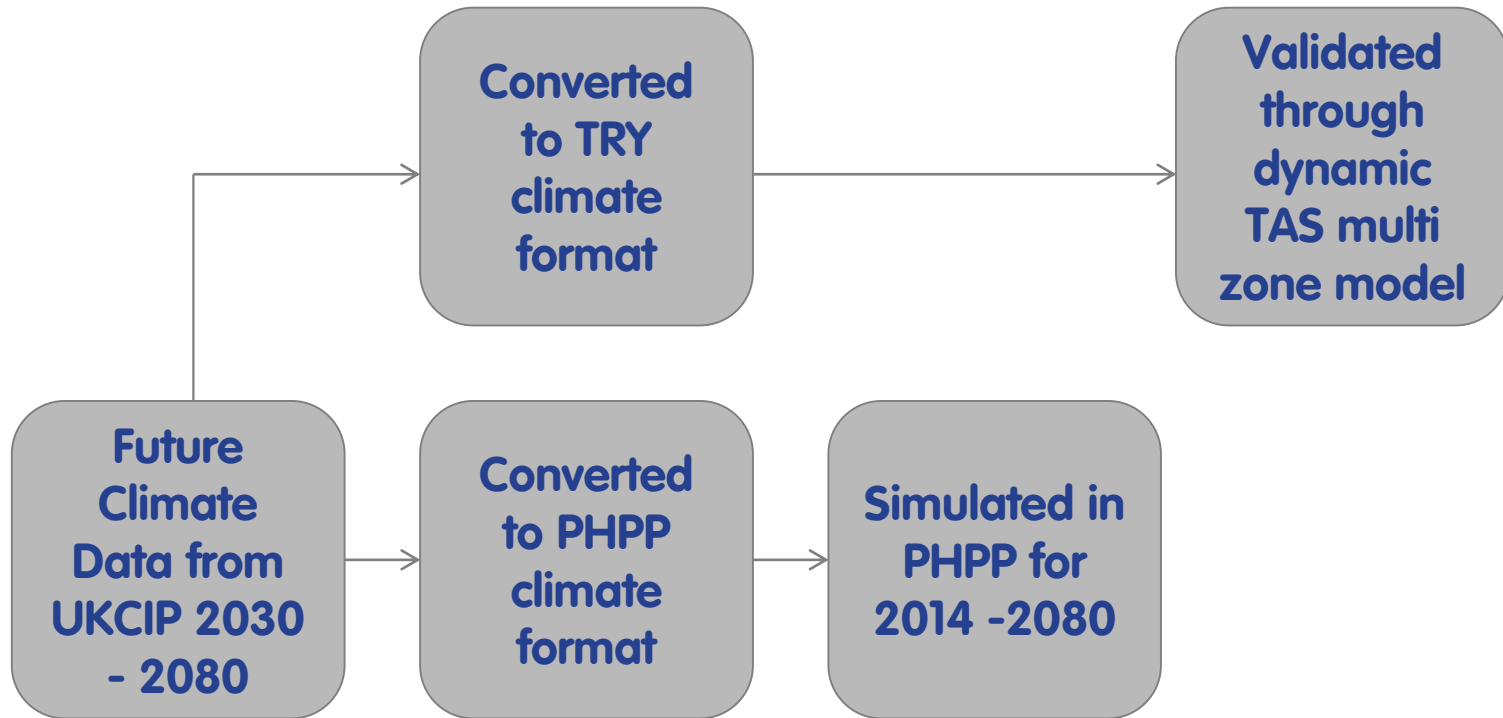 Converted
to TRY
climate
format
Validated
through
dynamic
TAS multi
zone model
Future
Climate
Data from
UKCIP 2030
- 2080
Converted
to PHPP
climate
format
Simulated in
PHPP for
2014 -2080